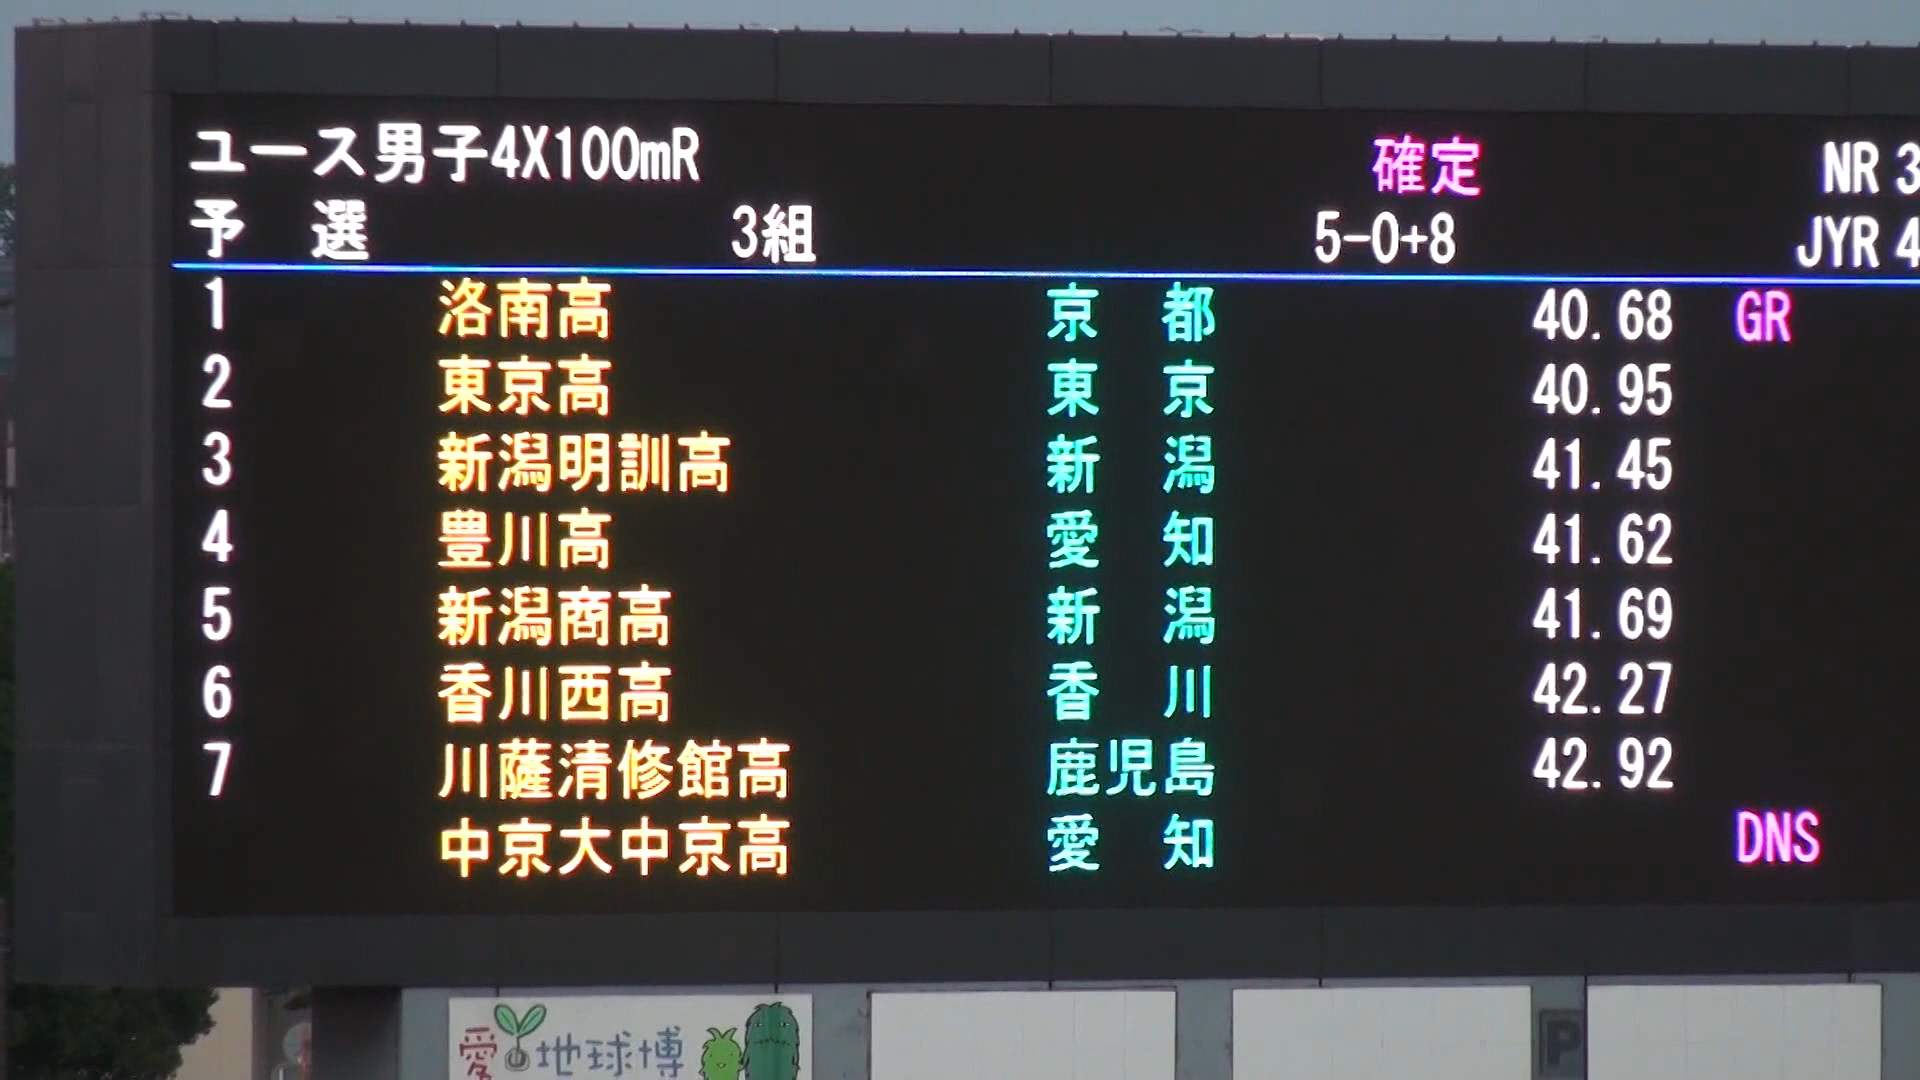 ユース男子4X100mR 確定 NR 3
予 選 3組 5-0+8 JYR 4
1 洛南高 京 都 40.68 GR
2 東京高 東 京 40.95
3 新潟明訓高 新 潟 41.45
4 豊川高 愛 知 41.62
5 新潟商高 新 潟 41.69
6 香川西高 香 川 42.27
7 川薩清修館高 鹿児島 42.92
中京大中京高 愛 知 DNS
愛・地球博
P